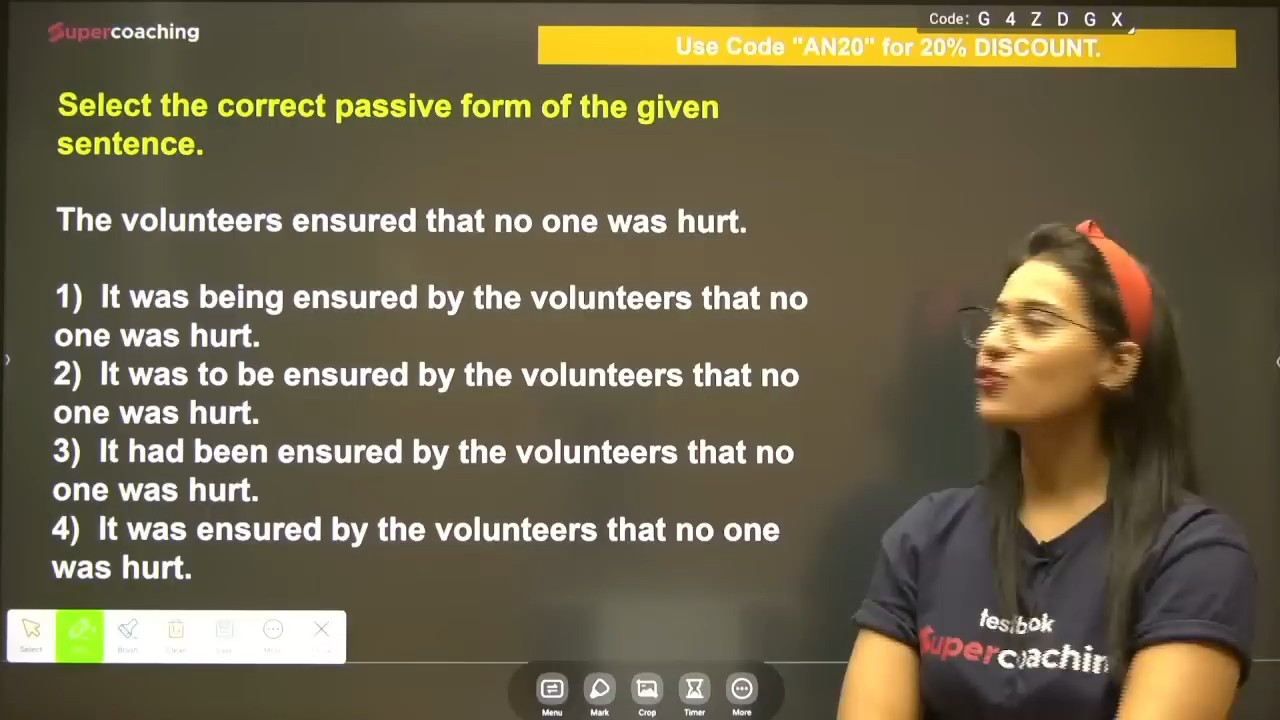 Supercoaching
Code: G 4 Z D G X
Use Code "AN20" for 20% DISCOUNT.
Select the correct passive form of the given
sentence.
The volunteers ensured that no one was hurt.
1) It was being ensured by the volunteers that no
one was hurt.
2) It was to be ensured by the volunteers that no
one was hurt.
3) It had been ensured by the volunteers that no
one was hurt.
4) It was ensured by the volunteers that no one
was hurt.
testbook
Supercoachin
Select
Brush
Clean
Menu
Mark
Crop
Timer
More